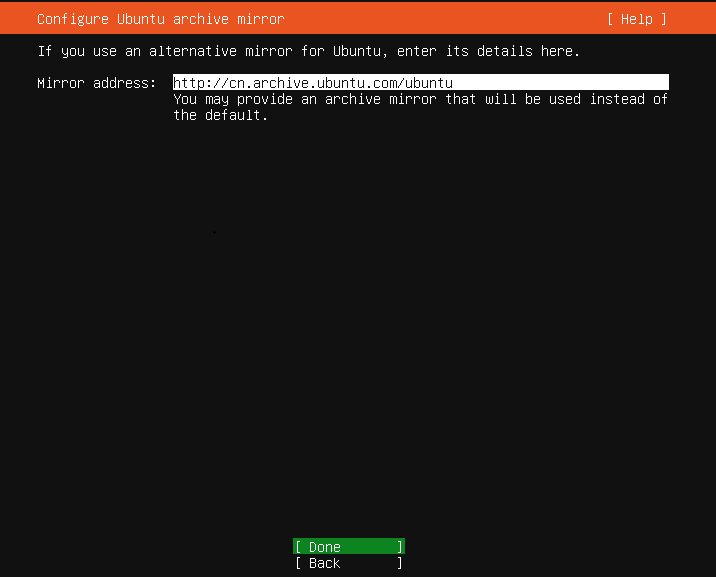 Configure Ubuntu archive mirror [ Help ]
If you use an alternative mirror for Ubuntu, enter its details here.
Mirror address: http://cn.archive.ubuntu.com/ubuntu
You may provide an archive mirror that will be used instead of
the default.
[ Done ]
[ Back ]